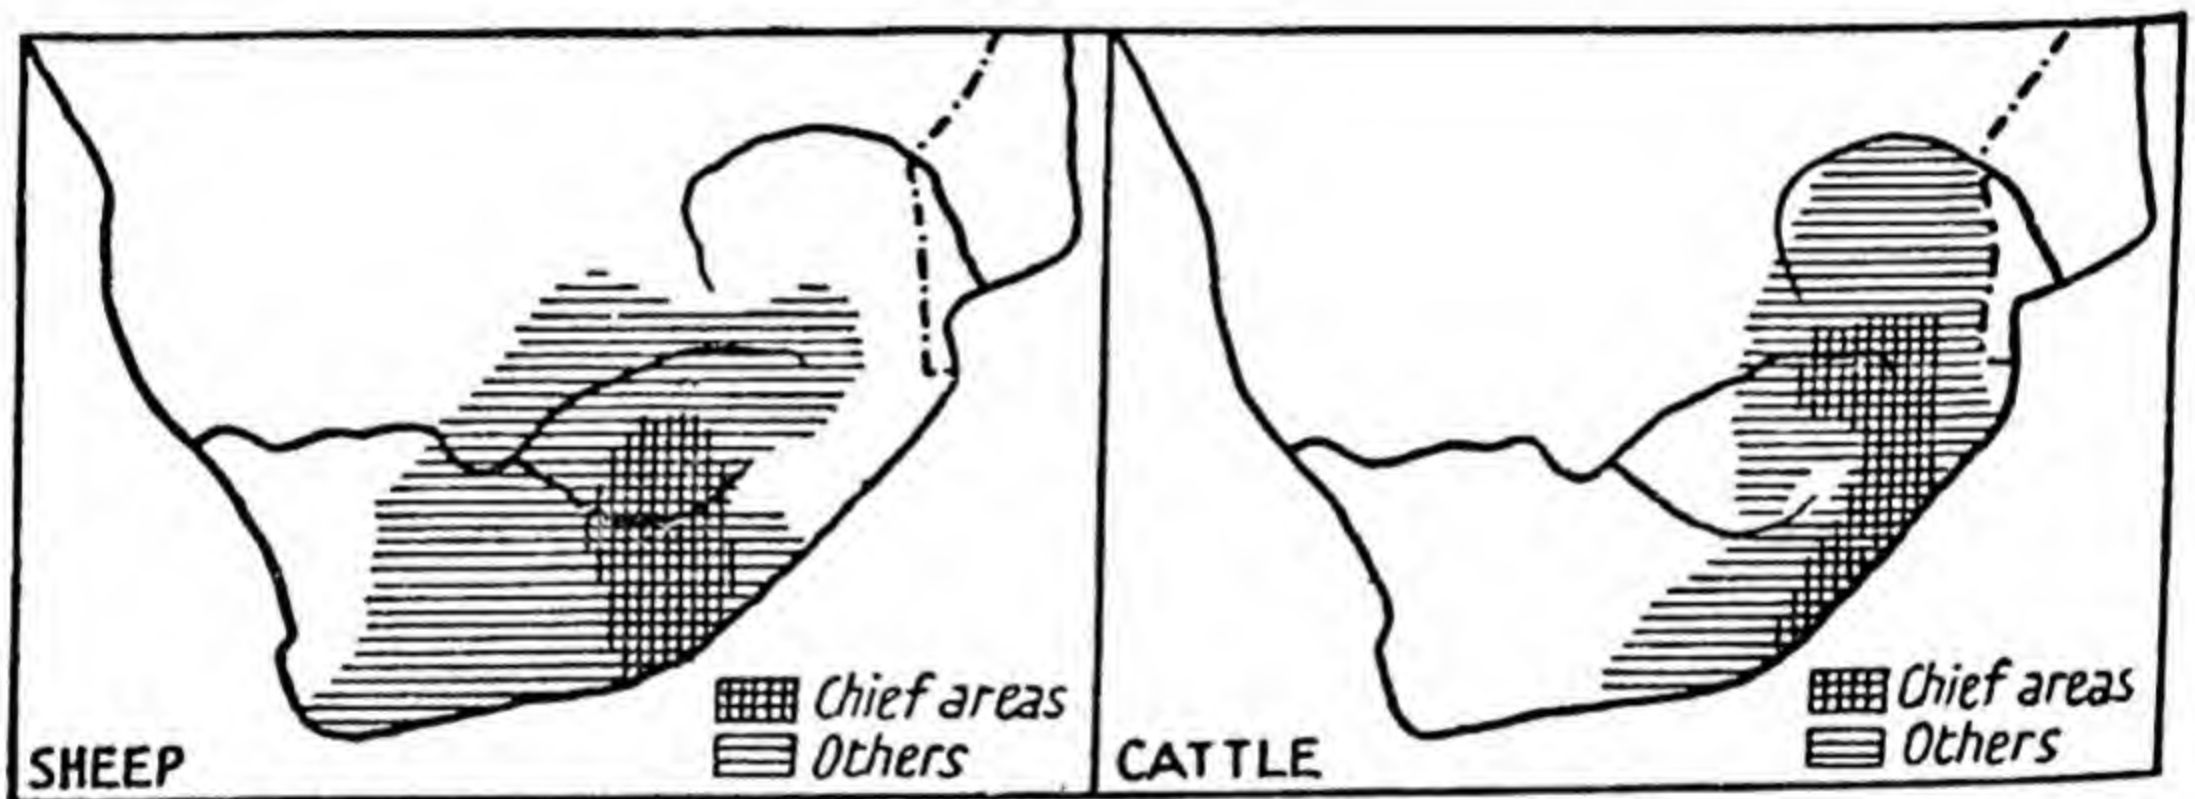 Chief areas
Others
SHEEP
Chief areas
Others
CATTLE